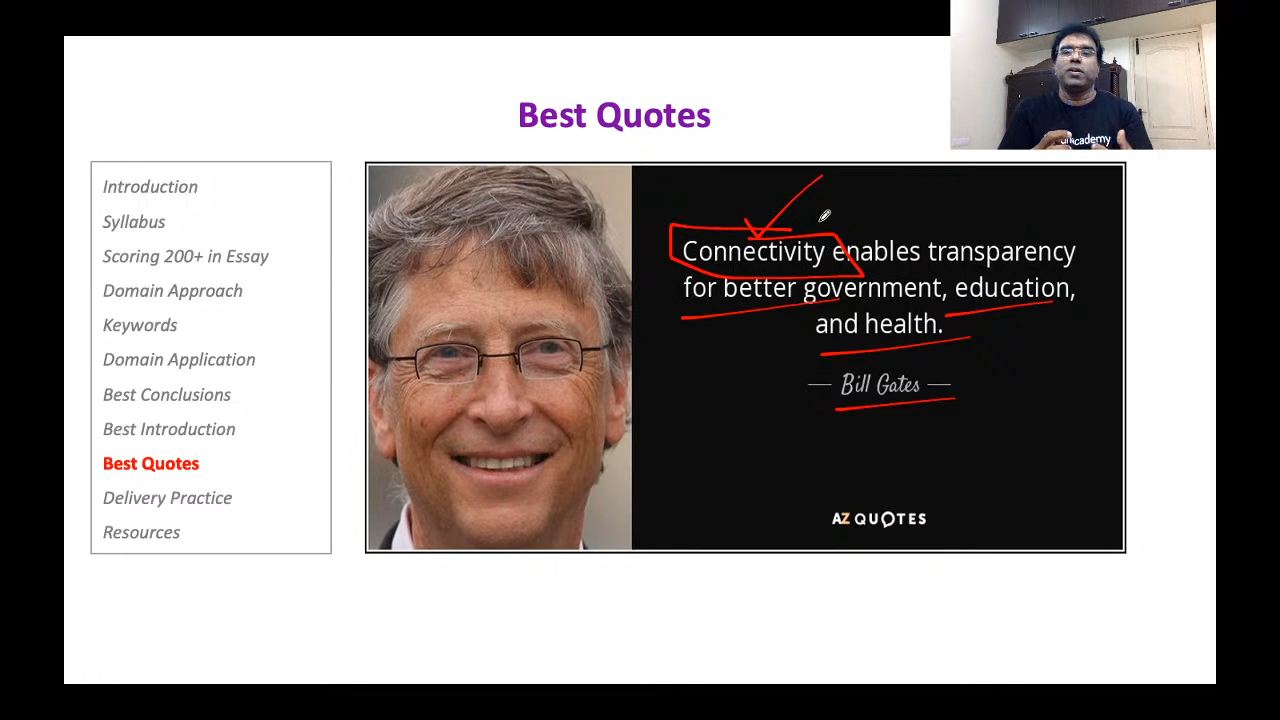 Best Quotes
Introduction
Syllabus
Scoring 200+ in Essay
Domain Approach
Keywords
Domain Application
Best Conclusions
Best Introduction
Best Quotes
Delivery Practice
Resources
Connectivity enables transparency
for better government, education,
and health.
— Bill Gates —
AZ QUOTES